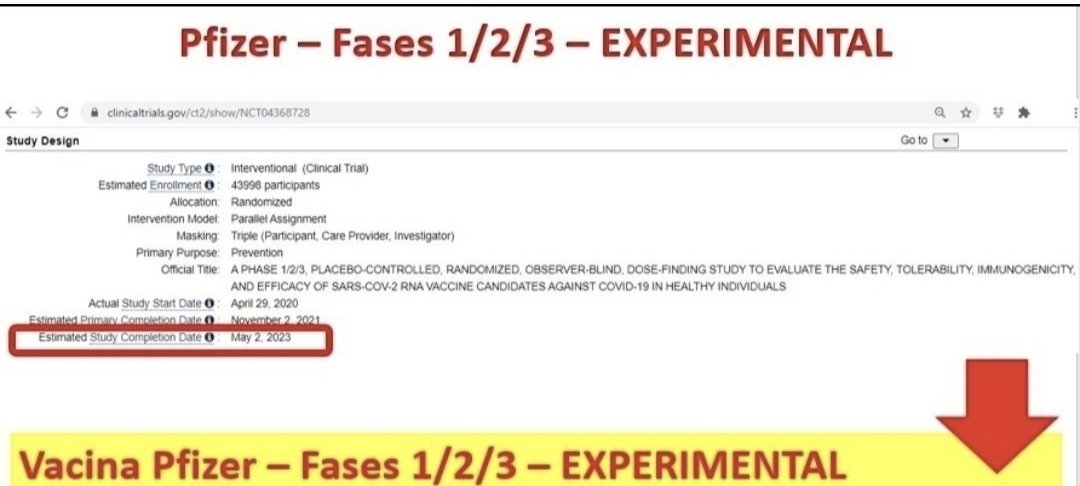 Pfizer – Fases 1/2/3 – EXPERIMENTAL
clinicaltrials.gov/ct2/show/NCT04368728
Study Design
Go to
Study Type : Interventional (Clinical Trial)
Estimated Enrollment : 43998 participants
Allocation: Randomized
Intervention Model: Parallel Assignment
Masking: Triple (Participant, Care Provider, Investigator)
Primary Purpose: Prevention
Official Title: A PHASE 1/2/3, PLACEBO-CONTROLLED, RANDOMIZED, OBSERVER-BLIND, DOSE-FINDING STUDY TO EVALUATE THE SAFETY, TOLERABILITY, IMMUNOGENICITY,
AND EFFICACY OF SARS-COV-2 RNA VACCINE CANDIDATES AGAINST COVID-19 IN HEALTHY INDIVIDUALS
Actual Study Start Date : April 29, 2020
Estimated Primary Completion Date : November 2, 2021
Estimated Study Completion Date : May 2, 2023
Vacina Pfizer – Fases 1/2/3 – EXPERIMENTAL